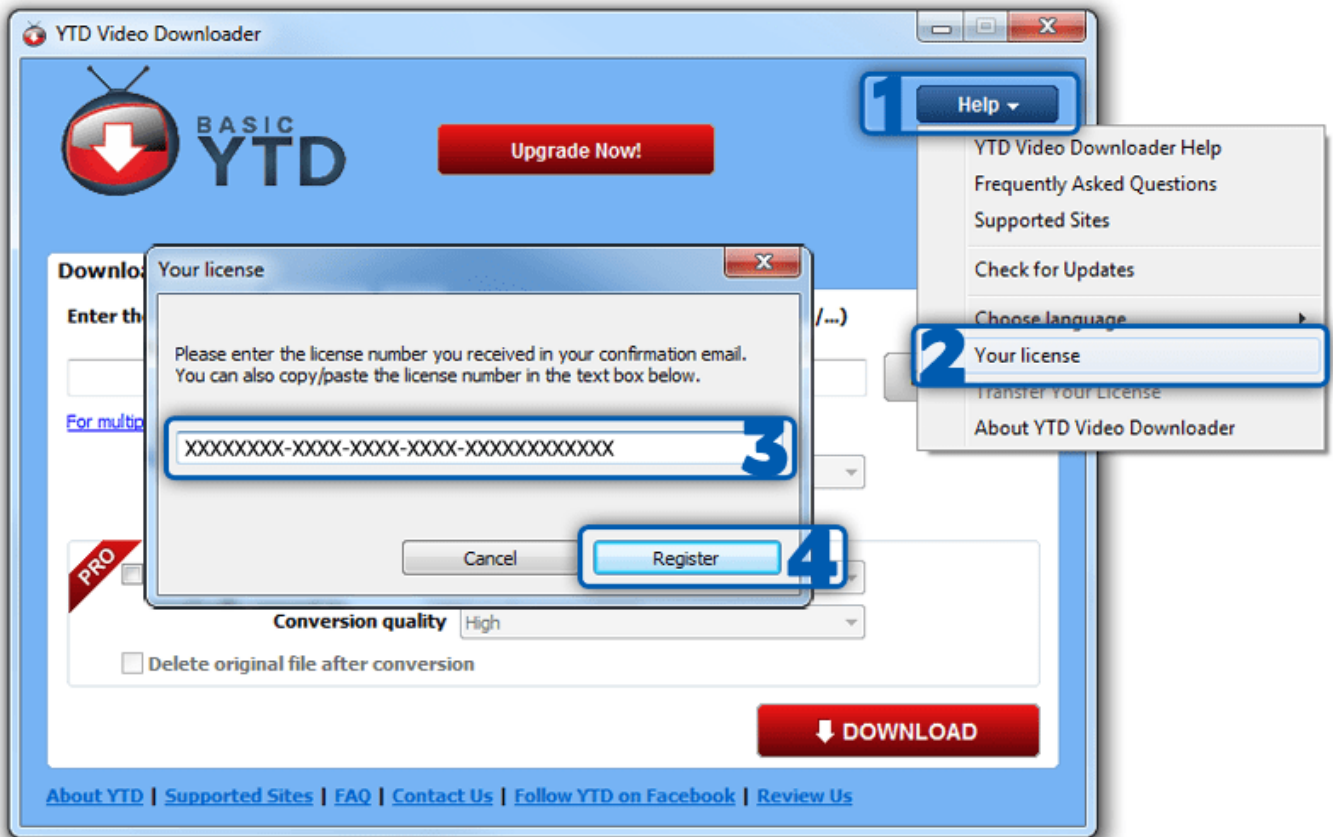 YTD Video Downloader
1
Help
BASIC
YTD
Upgrade Now!
YTD Video Downloader Help
Frequently Asked Questions
Supported Sites
Check for Updates
Choose language
2
Your license
Transfer Your License
About YTD Video Downloader
Your license
Enter
/...)
Please enter the license number you received in your confirmation email.
You can also copy/paste the license number in the text box below.
For
XXXXXXXX-XXXX-XXXX-XXXX-XXXXXXXXXXXX
3
Cancel
Register
4
PRO
Conversion quality
High
Delete original file after conversion
DOWNLOAD
About YTD | Supported Sites | FAQ | Contact Us | Follow YTD on Facebook | Review Us